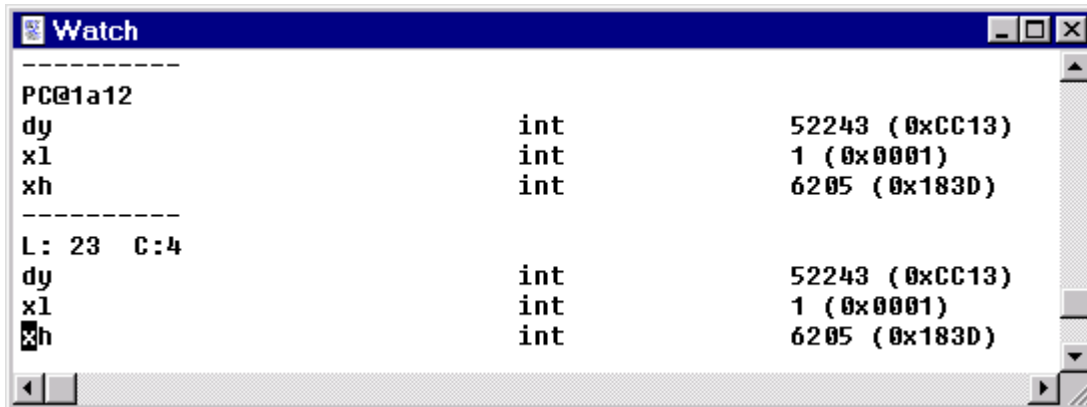 Watch
----------
PC@1a12
dy int 52243 (0xCC13)
xl int 1 (0x0001)
xh int 6205 (0x183D)
----------
L: 23 C:4
dy int 52243 (0xCC13)
xl int 1 (0x0001)
xh int 6205 (0x183D)